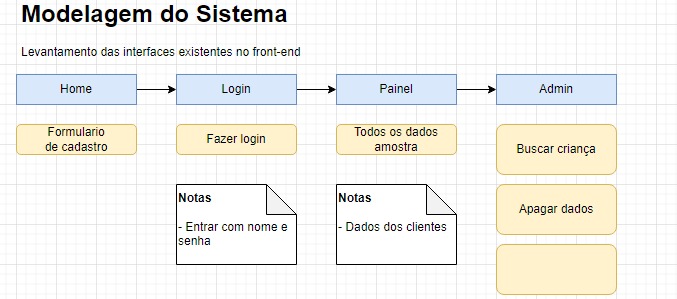 Modelagem do Sistema
Levantamento das interfaces existentes no front-end
Home
Login
Painel
Admin
Formulario
de cadastro
Fazer login
Todos os dados
amostra
Buscar criança
Notas
- Entrar com nome e
senha
Notas
- Dados dos clientes
Apagar dados